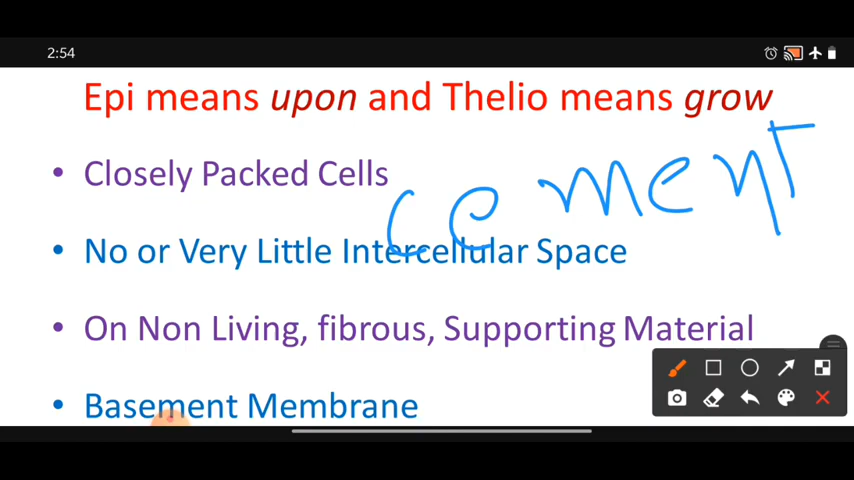 2:54
Epi means upon and Thelio means grow
• Closely Packed Cells
cement
• No or Very Little Intercellular Space
• On Non Living, fibrous, Supporting Material
• Basement Membrane